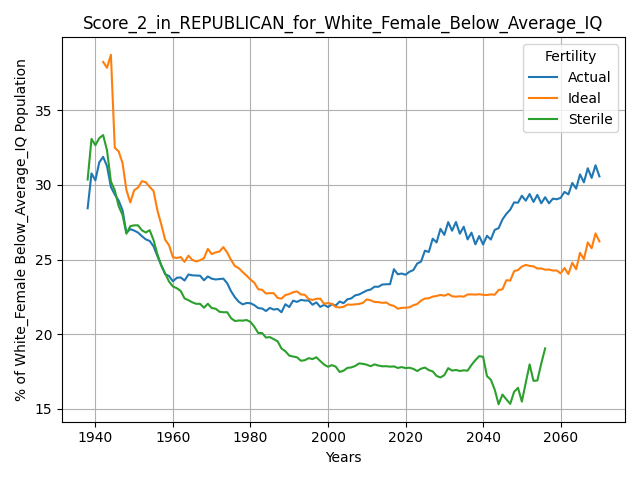 Score_2_in_REPUBLICAN_for_White_Female_Below_Average_IQ
% of White_Female Below_Average_IQ Population
35
30
25
20
15
Fertility
Actual
Ideal
Sterile
1940 1960 1980 2000 2020 2040 2060
Years